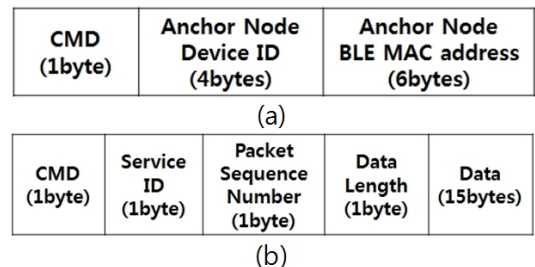 CMD
(1byte)
Anchor Node
Device ID
(4bytes)
Anchor Node
BLE MAC address
(6bytes)
(a)
CMD
(1byte)
Service
ID
(1byte)
Packet
Sequence
Number
(1byte)
Data
Length
(1byte)
Data
(15bytes)
(b)